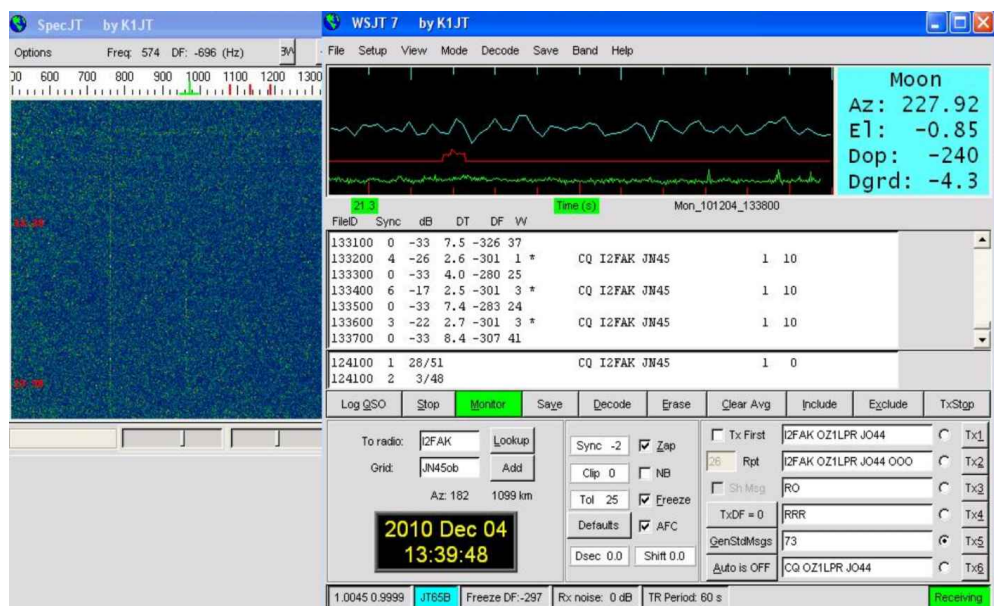 SpecJT by K1JT
Options Freq: 574 DF: -696 (Hz) BW
00 600 700 800 900 1000 1100 1200 1300
WSJT 7 by K1JT
File Setup View Mode Decode Save Band Help
Moon
Az: 227.92
El: -0.85
Dop: -240
Dgrd: -4.3
21.3 Time (s) Mon_101204_133800
FileID Sync dB DT DF W
133100 0 -33 7.5 -326 37
133200 4 -26 2.6 -301 1 * CQ I2FAK JN45 1 10
133300 0 -33 4.0 -280 25
133400 6 -17 2.5 -301 3 * CQ I2FAK JN45 1 10
133500 0 -33 7.4 -283 24
133600 3 -22 2.7 -301 3 * CQ I2FAK JN45 1 10
133700 0 -33 8.4 -307 41
124100 1 28/51 CQ I2FAK JN45 1 0
124100 2 3/48
Log QSO Stop Monitor Save Decode Erase Clear Avg Include Exclude TxStop
To radio: I2FAK Lookup
Grid: JN45ob Add
Az: 182 1099 km
2010 Dec 04
13:39:48
Sync -2 Zap
Clip 0 NB
Tol 25 Freeze
Defaults AFC
Dsec 0.0 Shift 0.0
Tx First I2FAK OZ1LPR JO44 Tx1
26 Rpt I2FAK OZ1LPR JO44 OOO Tx2
Sh Msg RO Tx3
TxDF = 0 RRR Tx4
GenStdMsgs 73 Tx5
Auto is OFF CQ OZ1LPR JO44 Tx6
1.0045 0.9999 JT65B Freeze DF:-297 Rx noise: 0 dB TR Period: 60 s Receiving